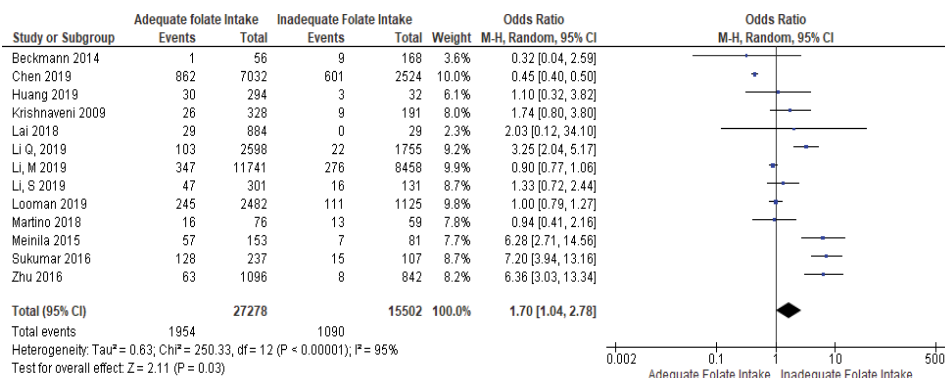 Adequate folate Intake Inadequate Folate Intake Odds Ratio Odds Ratio
Study or Subgroup Events Total Events Total Weight M-H, Random, 95% CI M-H, Random, 95% CI
Beckmann 2014 1 56 9 168 3.6% 0.32 [0.04, 2.59]
Chen 2019 862 7032 601 2524 10.0% 0.45 [0.40, 0.50]
Huang 2019 30 294 3 32 6.1% 1.10 [0.32, 3.82]
Krishnaveni 2009 26 328 9 191 8.1% 1.74 [0.80, 3.80]
Lai 2018 29 884 0 29 2.3% 2.03 [0.12, 34.10]
Li Q, 2019 103 2598 22 1755 9.3% 3.25 [2.04, 5.17]
Li, M 2019 347 11741 276 8458 9.9% 0.90 [0.77, 1.06]
Li, S 2019 47 301 16 131 8.7% 1.33 [0.72, 2.44]
Looman 2019 245 2482 111 1125 9.8% 1.00 [0.79, 1.27]
Martino 2018 16 76 13 59 7.8% 0.94 [0.41, 2.16]
Meinila 2015 57 153 7 81 7.7% 6.28 [2.71, 14.56]
Sukumar 2016 128 237 15 107 8.7% 7.20 [3.94, 13.16]
Zhu 2016 63 1096 8 842 8.2% 6.36 [3.03, 13.34]
Total (95% CI) 27278 15502 100.0% 1.70 [1.04, 2.78]
Total events 1954 1090
Heterogeneity: Tau² = 0.63; Chi² = 250.33, df = 12 (P < 0.00001); I² = 95%
Test for overall effect: Z = 2.11 (P = 0.03)
0.002 0.1 1 10 500
Adequate Folate Intake Inadequate Folate Intake